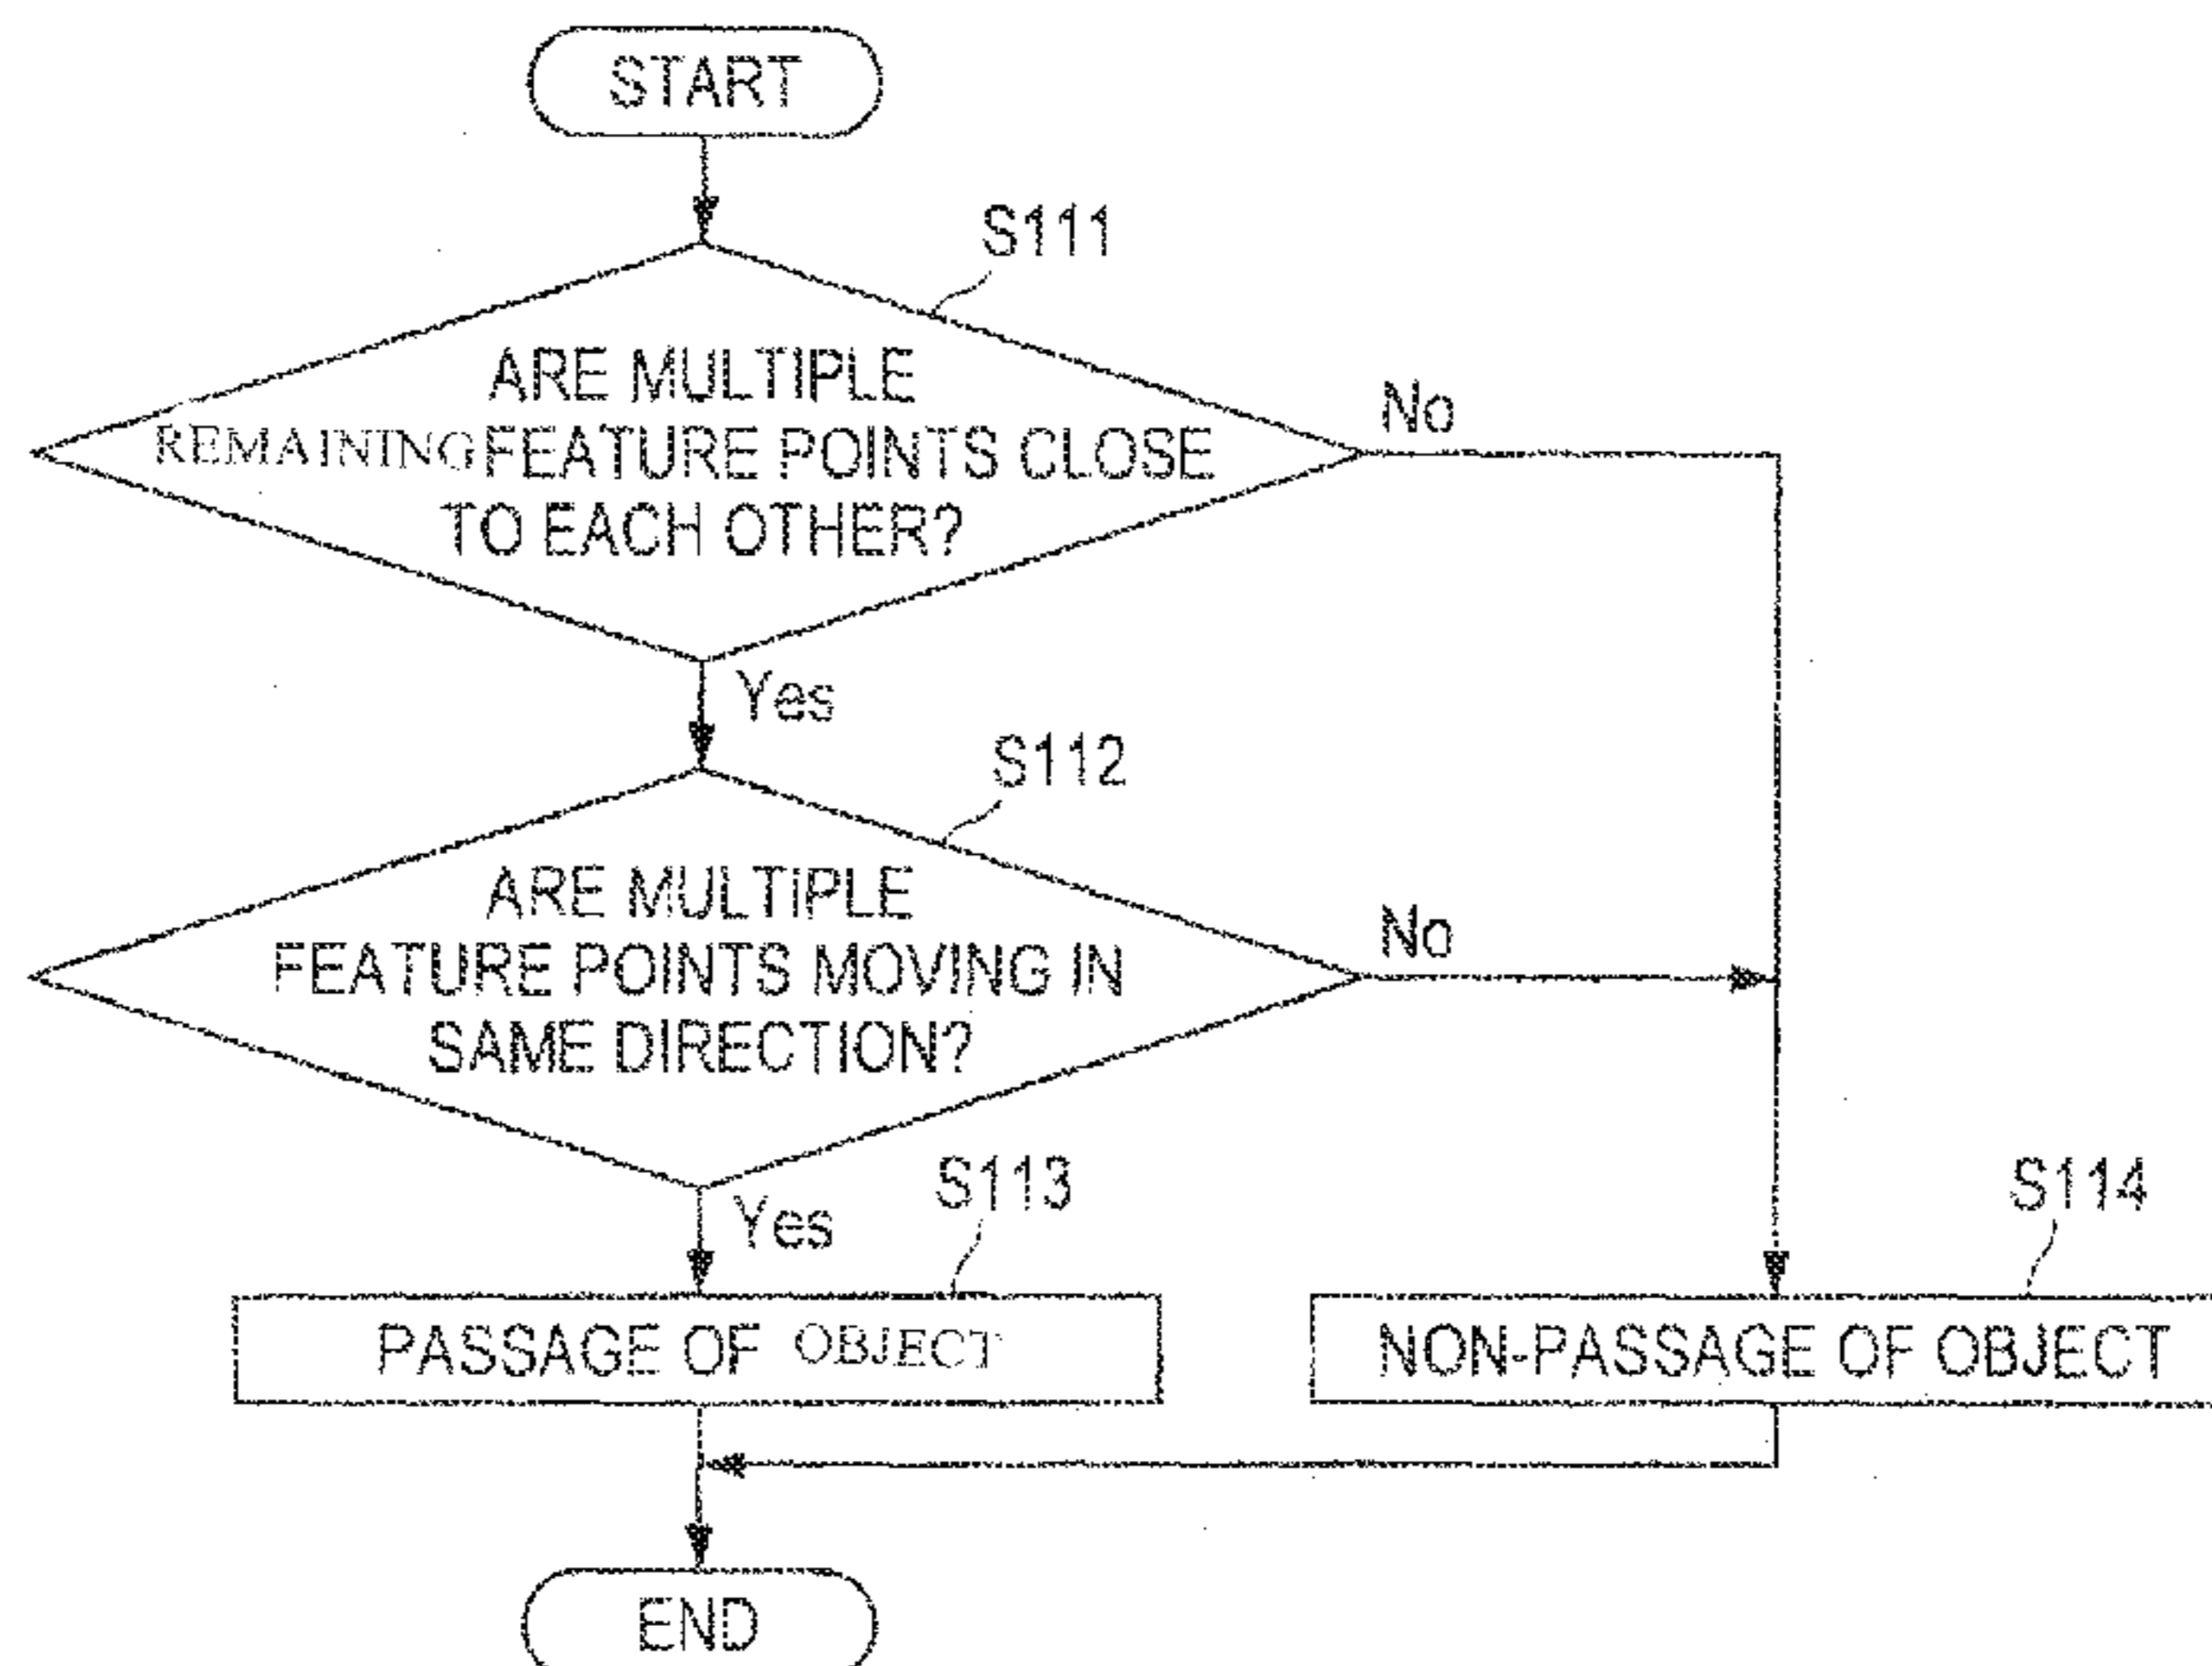 START
S111
ARE MULTIPLE
REMAINING FEATURE POINTS CLOSE
TO EACH OTHER?
No
Yes
S112
ARE MULTIPLE
FEATURE POINTS MOVING IN
SAME DIRECTION?
No
Yes
S113
S114
PASSAGE OF OBJECT
NON-PASSAGE OF OBJECT
END